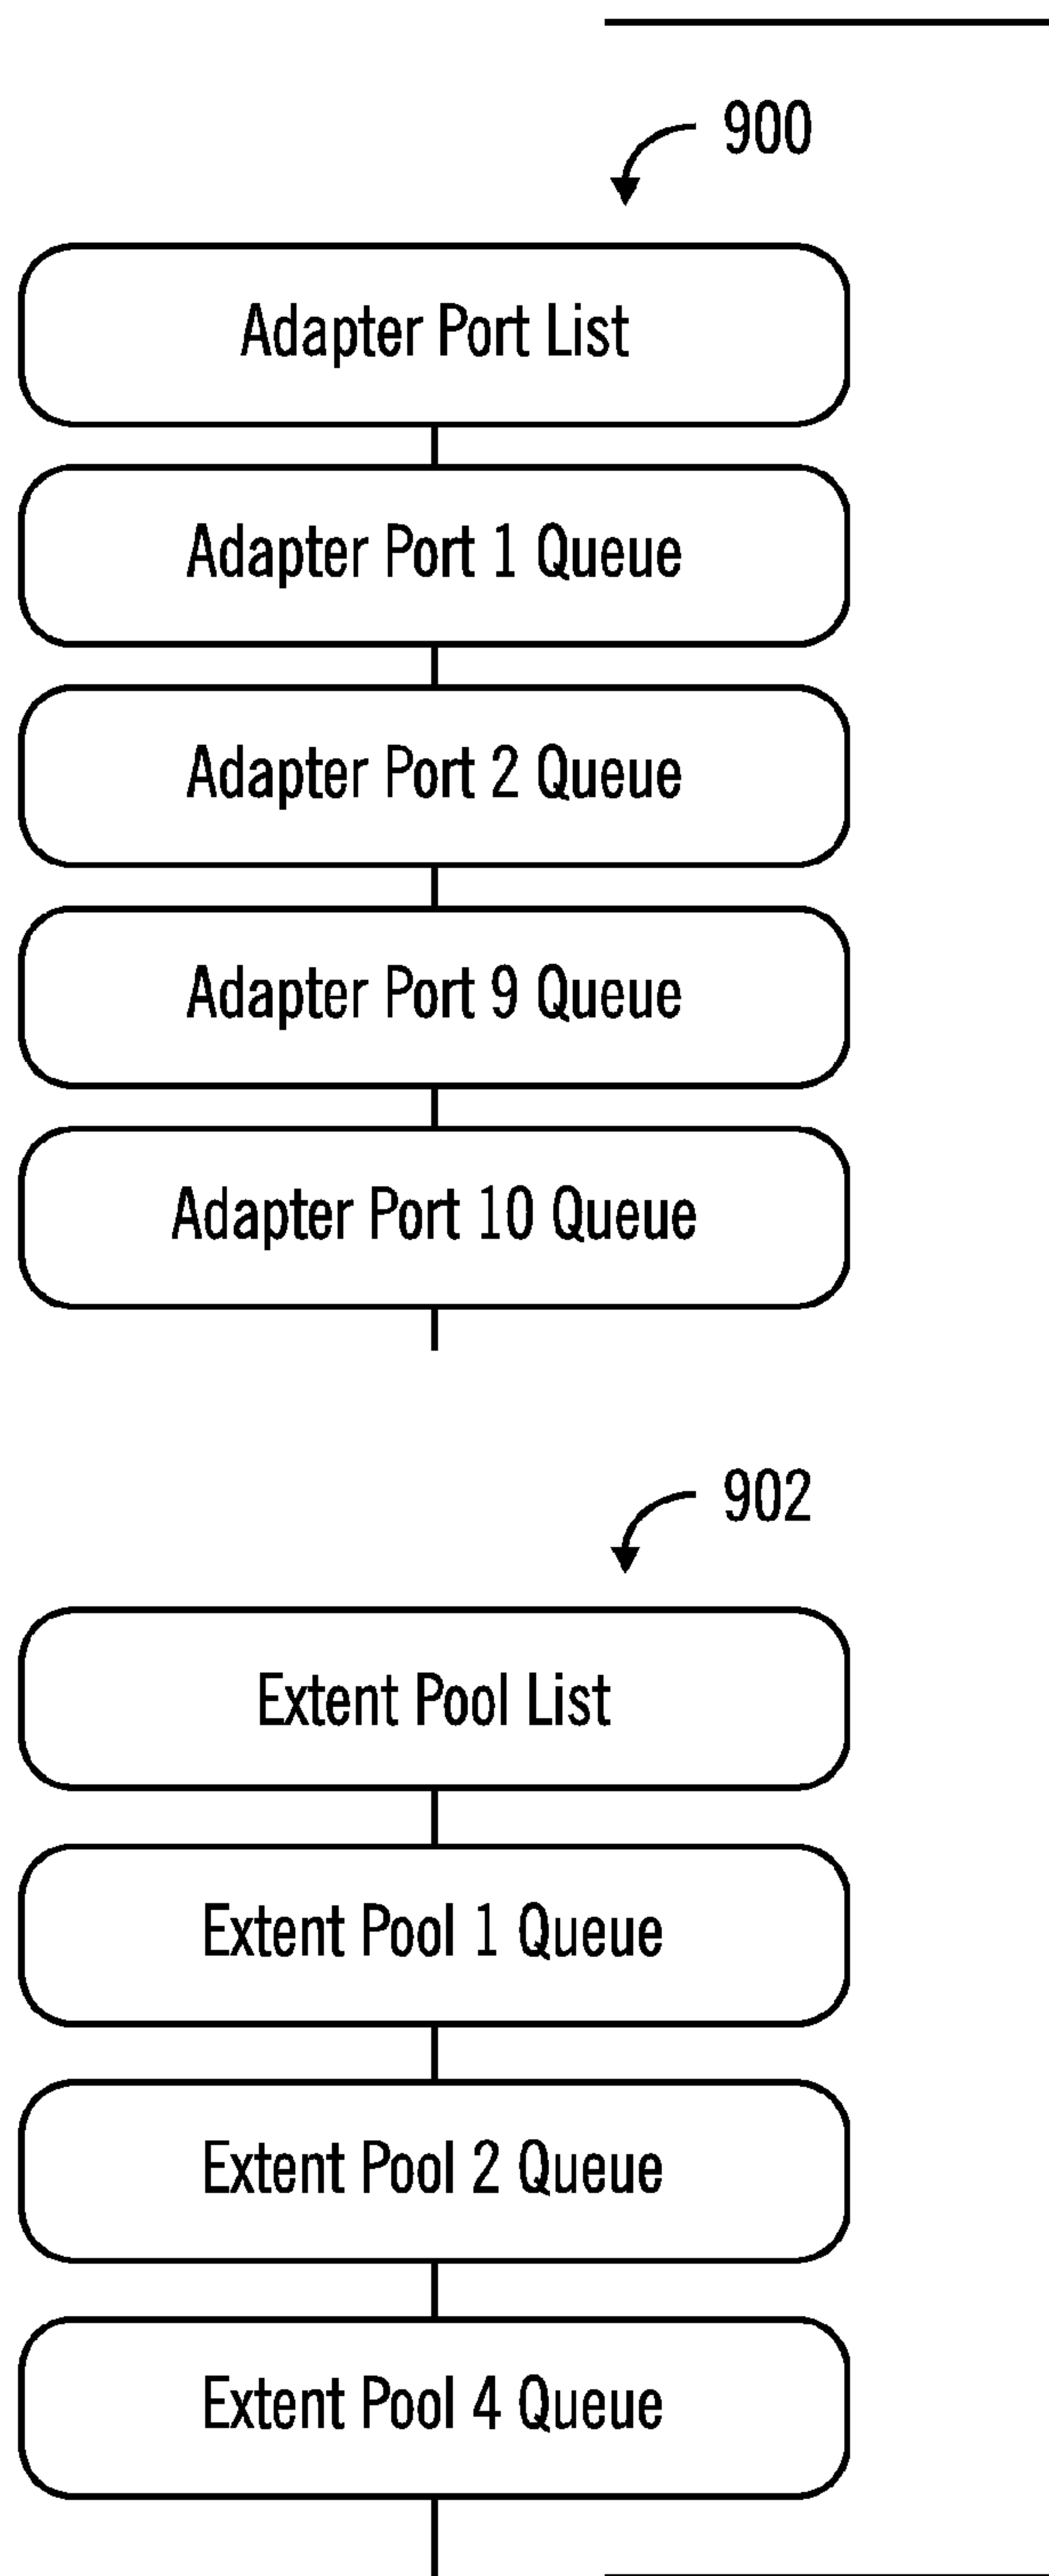 900
Adapter Port List
Adapter Port 1 Queue
Adapter Port 2 Queue
Adapter Port 9 Queue
Adapter Port 10 Queue
902
Extent Pool List
Extent Pool 1 Queue
Extent Pool 2 Queue
Extent Pool 4 Queue